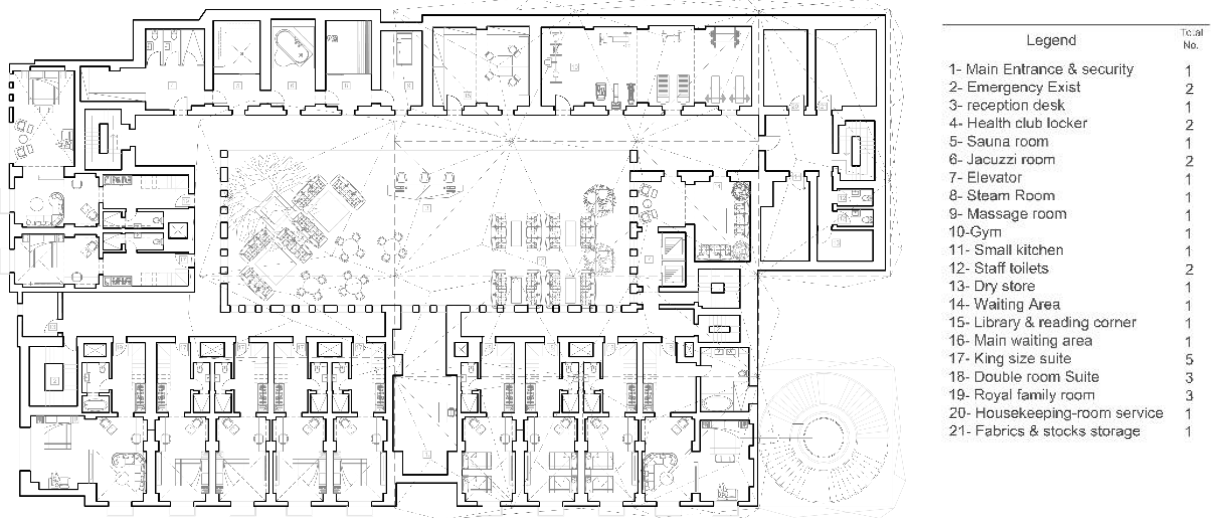 Legend Total No.
1- Main Entrance & security 1
2- Emergency Exist 2
3- reception desk 1
4- Health club locker 2
5- Sauna room 1
6- Jacuzzi room 2
7- Elevator 1
8- Steam Room 1
9- Massage room 1
10-Gym 1
11- Small kitchen 1
12- Staff toilets 2
13- Dry store 1
14- Waiting Area 1
15- Library & reading corner 1
16- Main waiting area 1
17- King size suite 5
18- Double room Suite 3
19- Royal family room 3
20- Housekeeping-room service 1
21- Fabrics & stocks storage 1